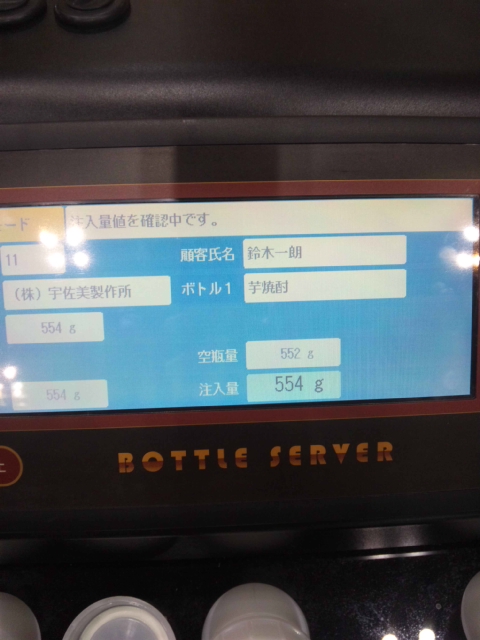 ード 注入量値を確認中です。
11 顧客氏名 鈴木一朗
(株)宇佐美製作所 ボトル1 芋焼酎
554 g
空瓶量 552 g
554 g 注入量 554 g
BOTTLE SERVER